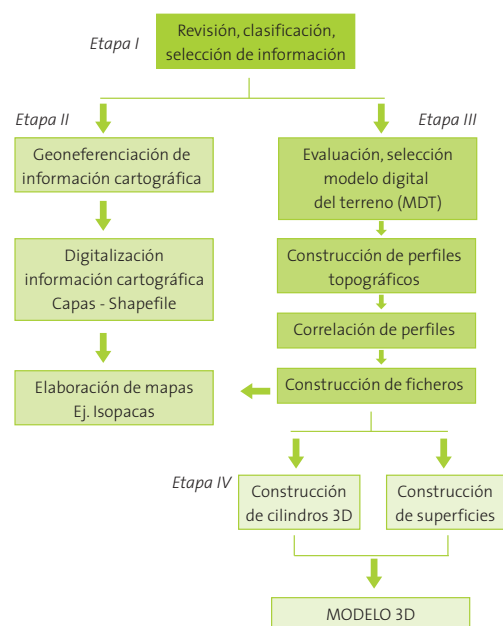 Etapa I
Revisión, clasificación,
selección de información
Etapa II
Geoneferenciación de
información cartográfica
Digitalización
información cartográfica
Capas - Shapefile
Elaboración de mapas
Ej. Isopacas
Etapa III
Evaluación, selección
modelo digital
del terreno (MDT)
Construcción de perfiles
topográficos
Correlación de perfiles
Construcción de ficheros
Etapa IV
Construcción
de cilindros 3D
Construcción
de superficies
MODELO 3D